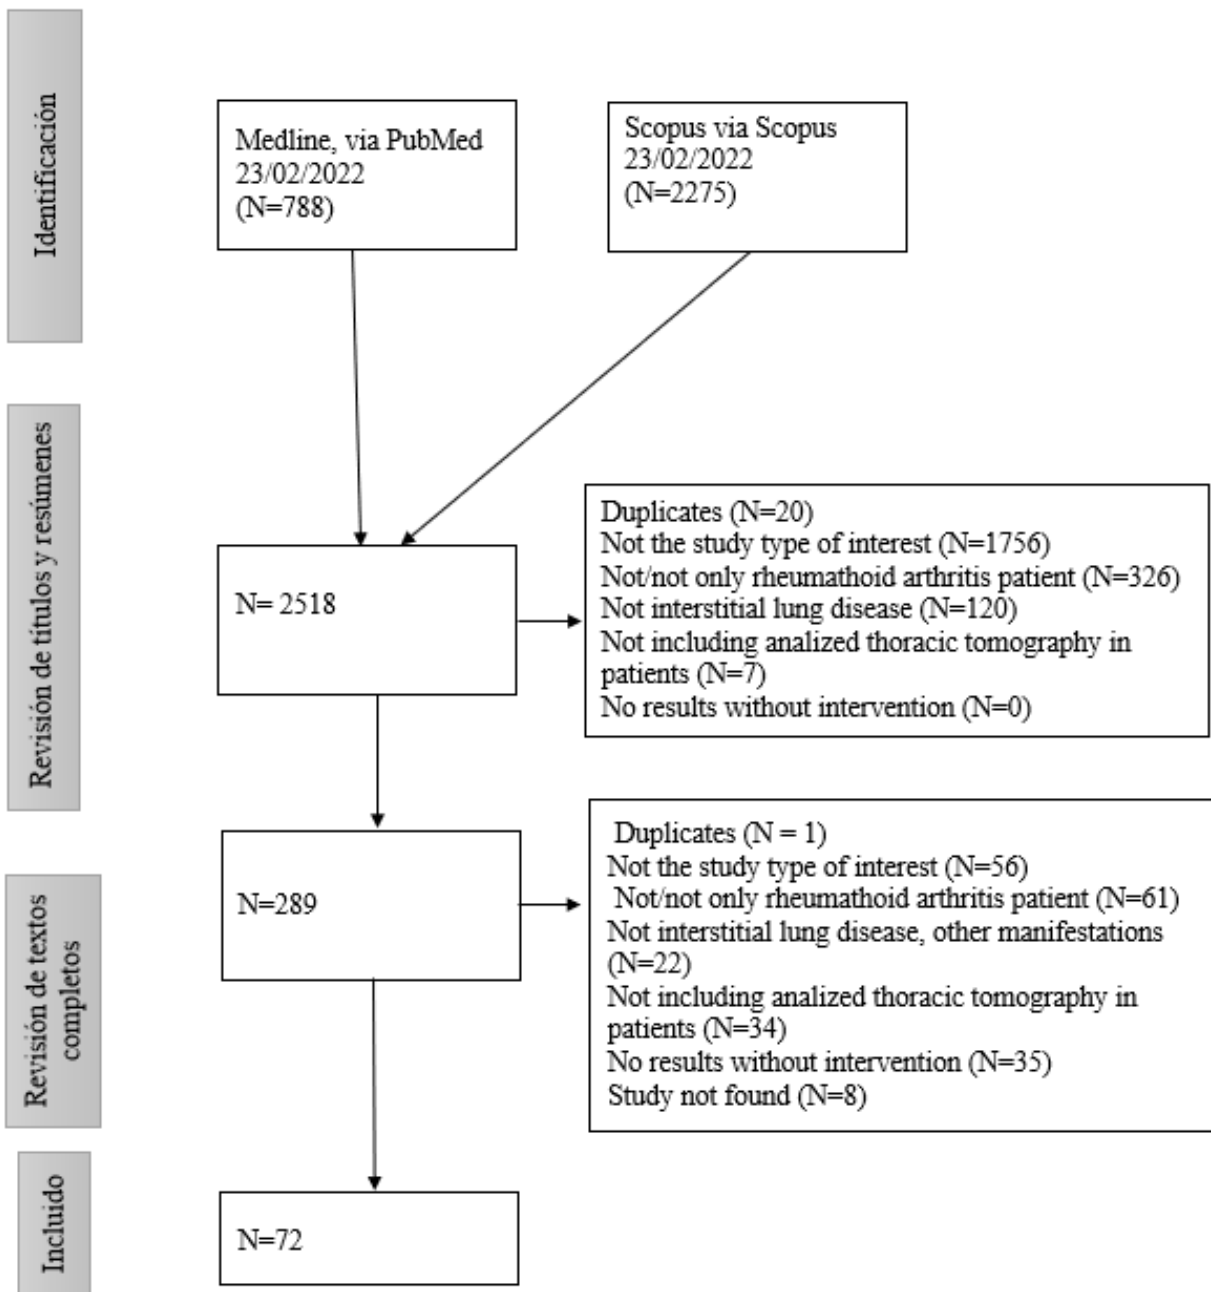 Identificación
Medline, via PubMed
23/02/2022
(N=788)
Scopus via Scopus
23/02/2022
(N=2275)
Revisión de títulos y resúmenes
N= 2518
Duplicates (N=20)
Not the study type of interest (N=1756)
Not/not only rheumathoid arthritis patient (N=326)
Not interstitial lung disease (N=120)
Not including analized thoracic tomography in
patients (N=7)
No results without intervention (N=0)
Revisión de textos
completos
N=289
Duplicates (N = 1)
Not the study type of interest (N=56)
Not/not only rheumathoid arthritis patient (N=61)
Not interstitial lung disease, other manifestations
(N=22)
Not including analized thoracic tomography in
patients (N=34)
No results without intervention (N=35)
Study not found (N=8)
Incluido
N=72